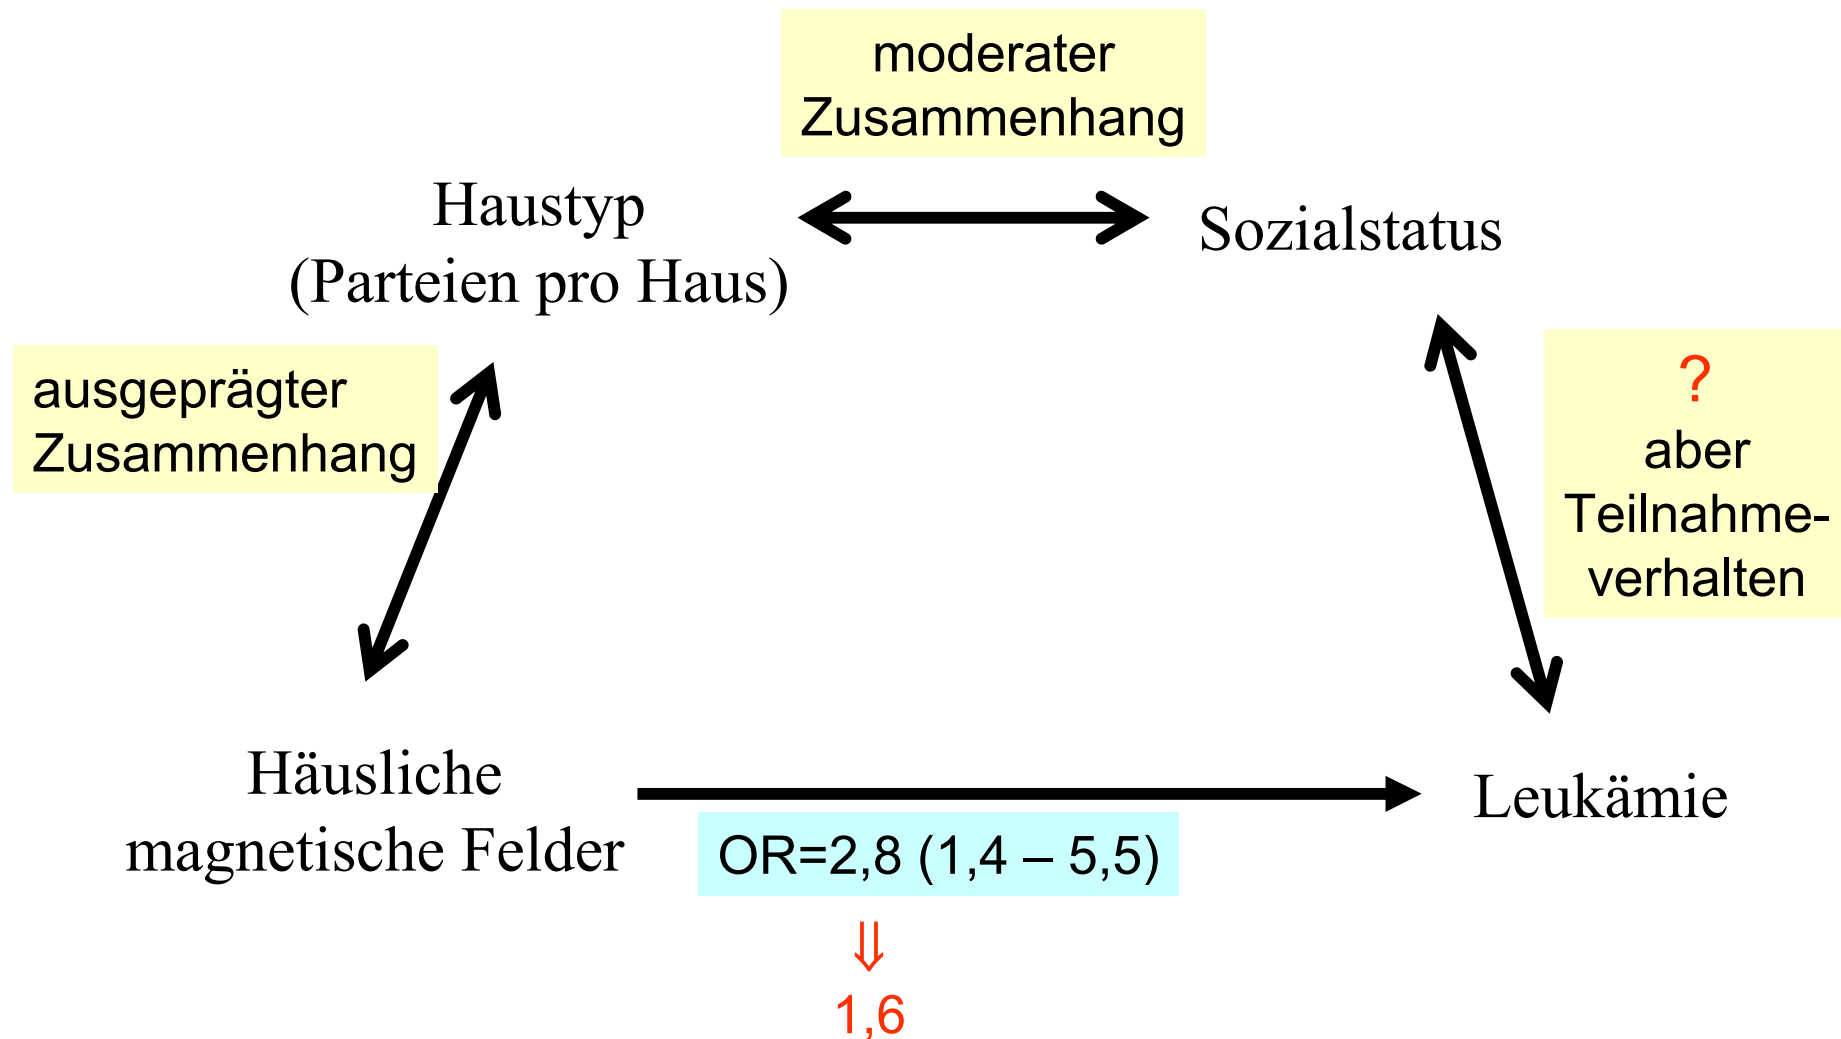 moderater
Zusammenhang
Haustyp
(Parteien pro Haus)
Sozialstatus
ausgeprägter
Zusammenhang
?
aber
Teilnahme-
verhalten
Häusliche
magnetische Felder
Leukämie
OR=2,8 (1,4 – 5,5)
⇓
1,6